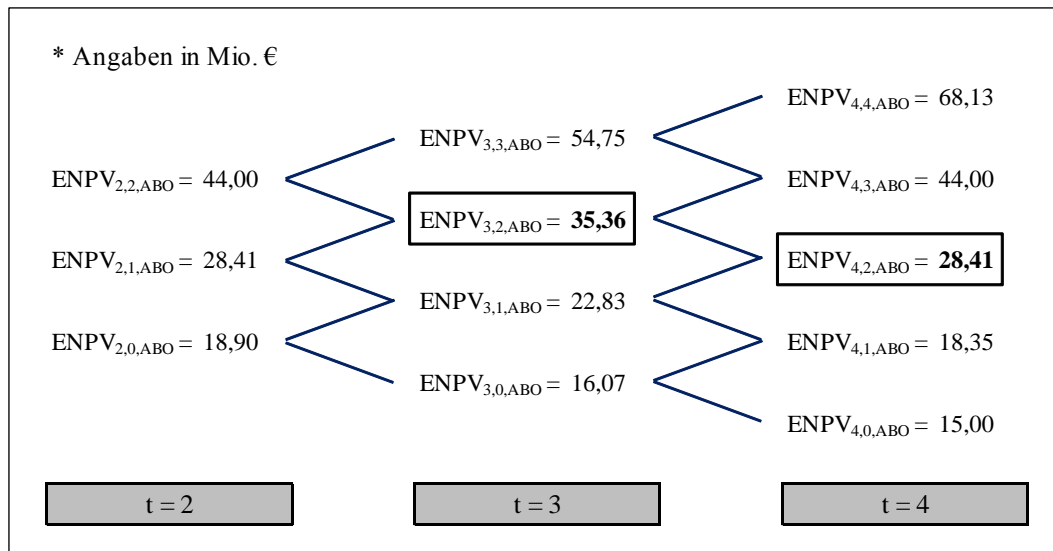 * Angaben in Mio. €
ENPV4,4,ABO = 68,13
ENPV3,3,ABO = 54,75
ENPV2,2,ABO = 44,00
ENPV4,3,ABO = 44,00
ENPV3,2,ABO = 35,36
ENPV2,1,ABO = 28,41
ENPV4,2,ABO = 28,41
ENPV3,1,ABO = 22,83
ENPV2,0,ABO = 18,90
ENPV4,1,ABO = 18,35
ENPV3,0,ABO = 16,07
ENPV4,0,ABO = 15,00
t = 2
t = 3
t = 4